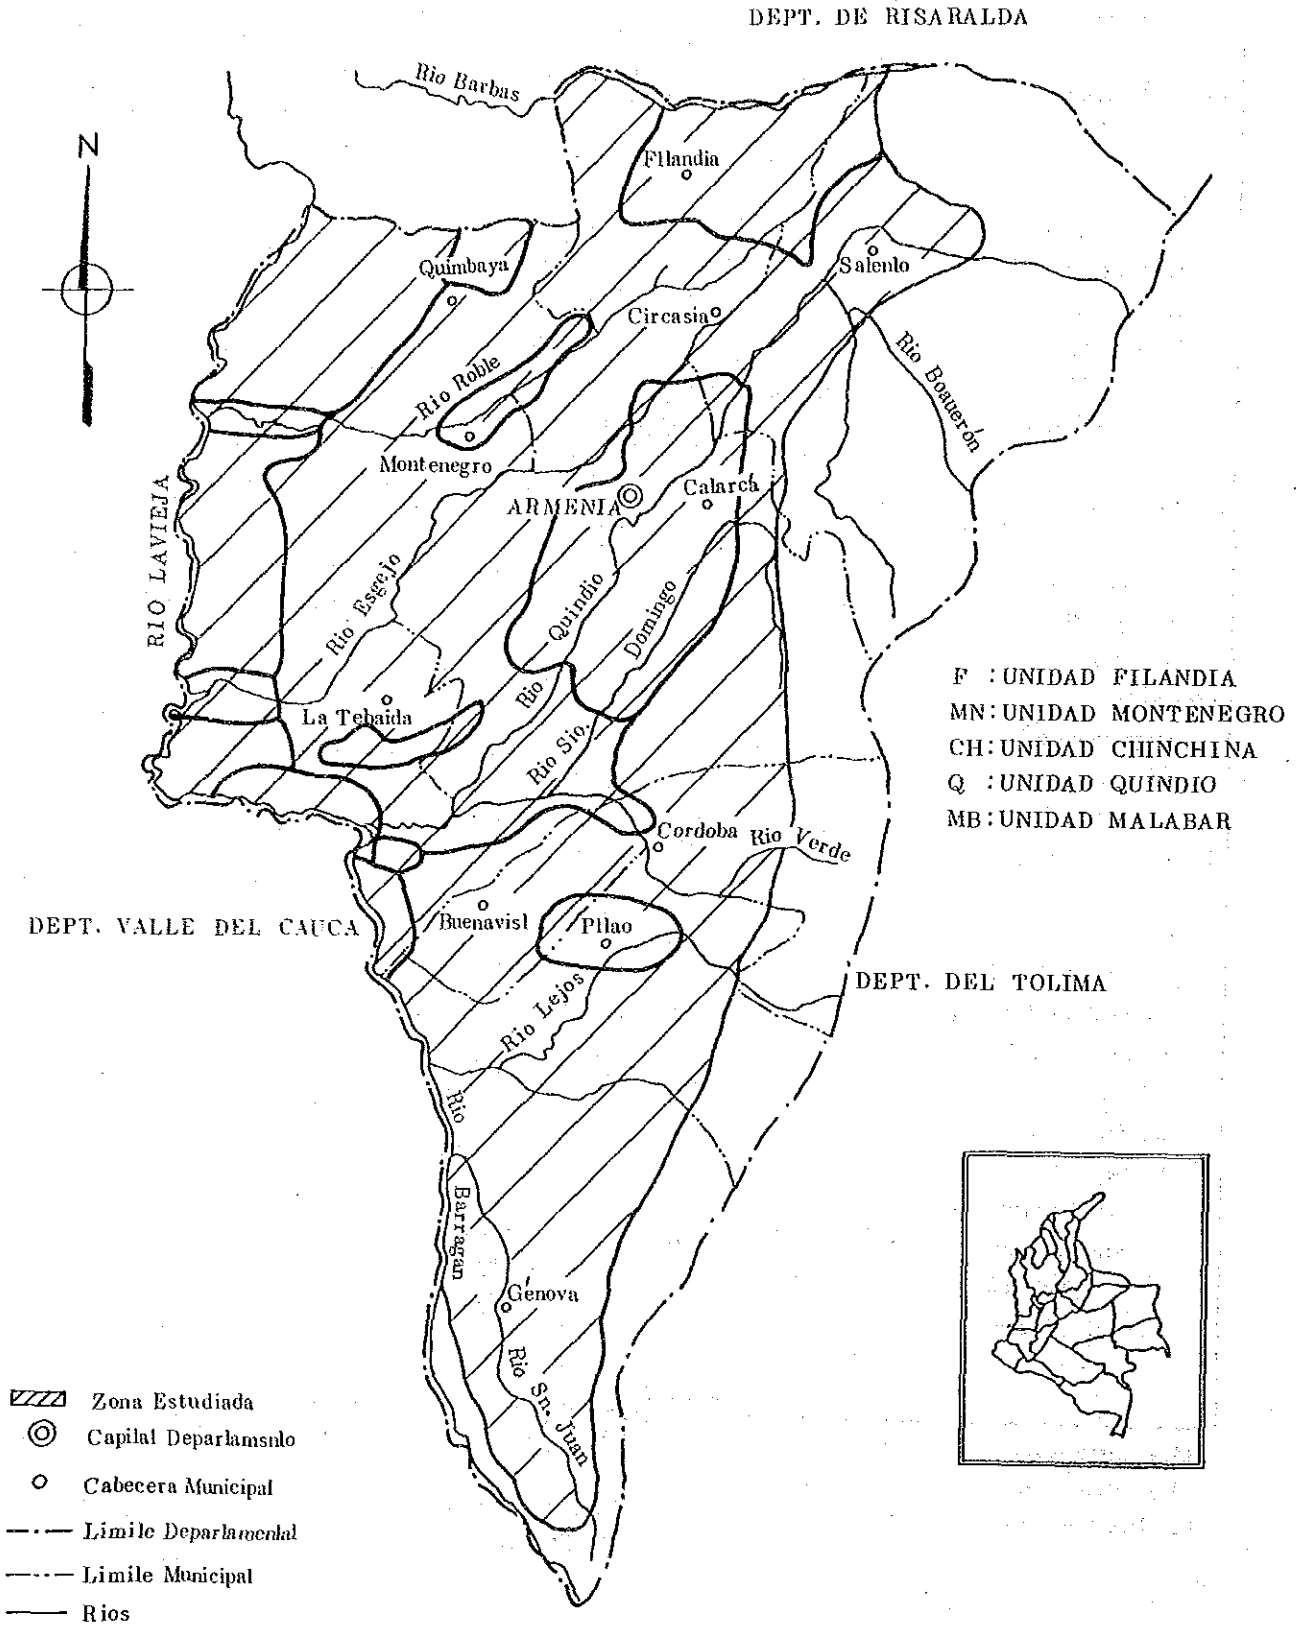 DEPT. DE RISARALDA
Rio Barbas
N
Filandia
Quimbaya
Salenlo
Circasia
Rio Roble
Rio Boauerón
Montenegro
ARMENIA
Calarcá
RIO LAVIEJA
Rio Esgejo
Rio Quindio
Rio Sio. Domingo
La Tebaida
F : UNIDAD FILANDIA
MN: UNIDAD MONTENEGRO
CH: UNIDAD CHINCHINA
Q : UNIDAD QUINDIO
MB: UNIDAD MALABAR
Cordoba
Rio Verde
DEPT. VALLE DEL CAUCA
Buenavisl
Pilao
DEPT. DEL TOLIMA
Rio Lejos
Rio Barragan
Génova
Rio Sn. Juan
Zona Estudiada
Capilal Deparlamsnlo
Cabecera Municipal
Limile Deparlamenlal
Limile Municipal
Rios